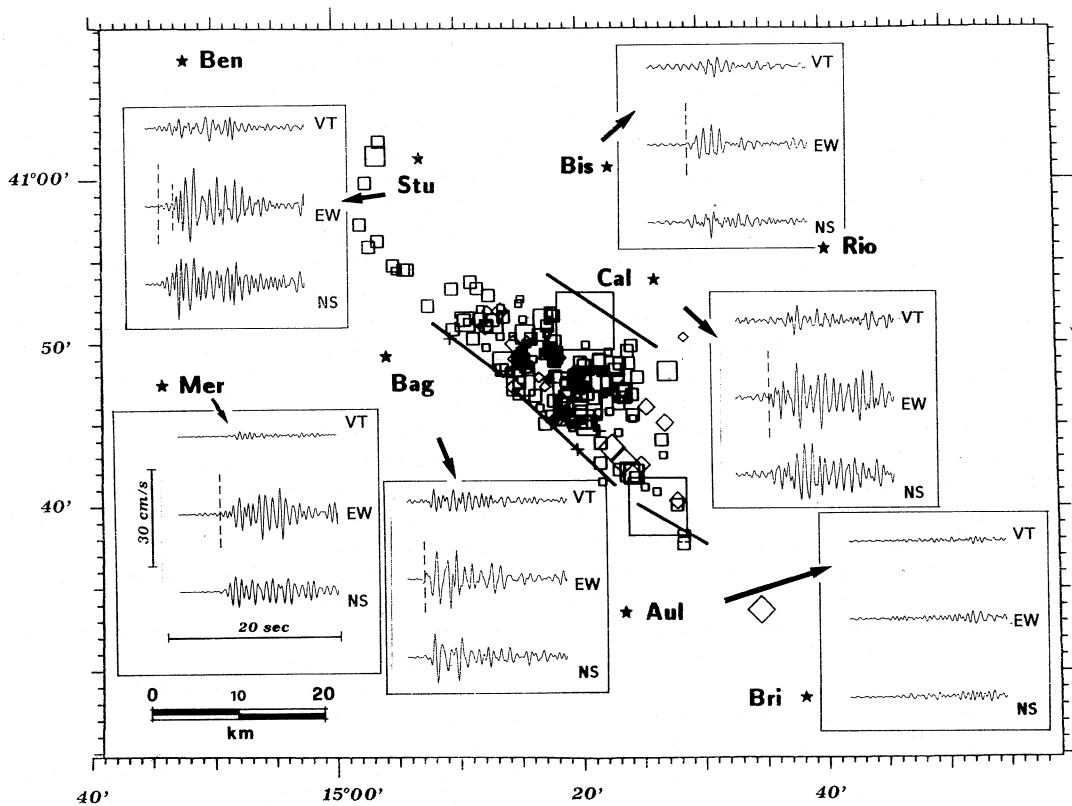 Ben
VT
EW
NS
Stu
41°00'
Bis
VT
EW
NS
Rio
Cal
VT
EW
NS
50'
Bag
Mer
VT
EW
NS
30 cm/s
20 sec
40'
VT
EW
NS
Aul
VT
EW
NS
Bri
0 10 20
km
40' 15°00' 20' 40'